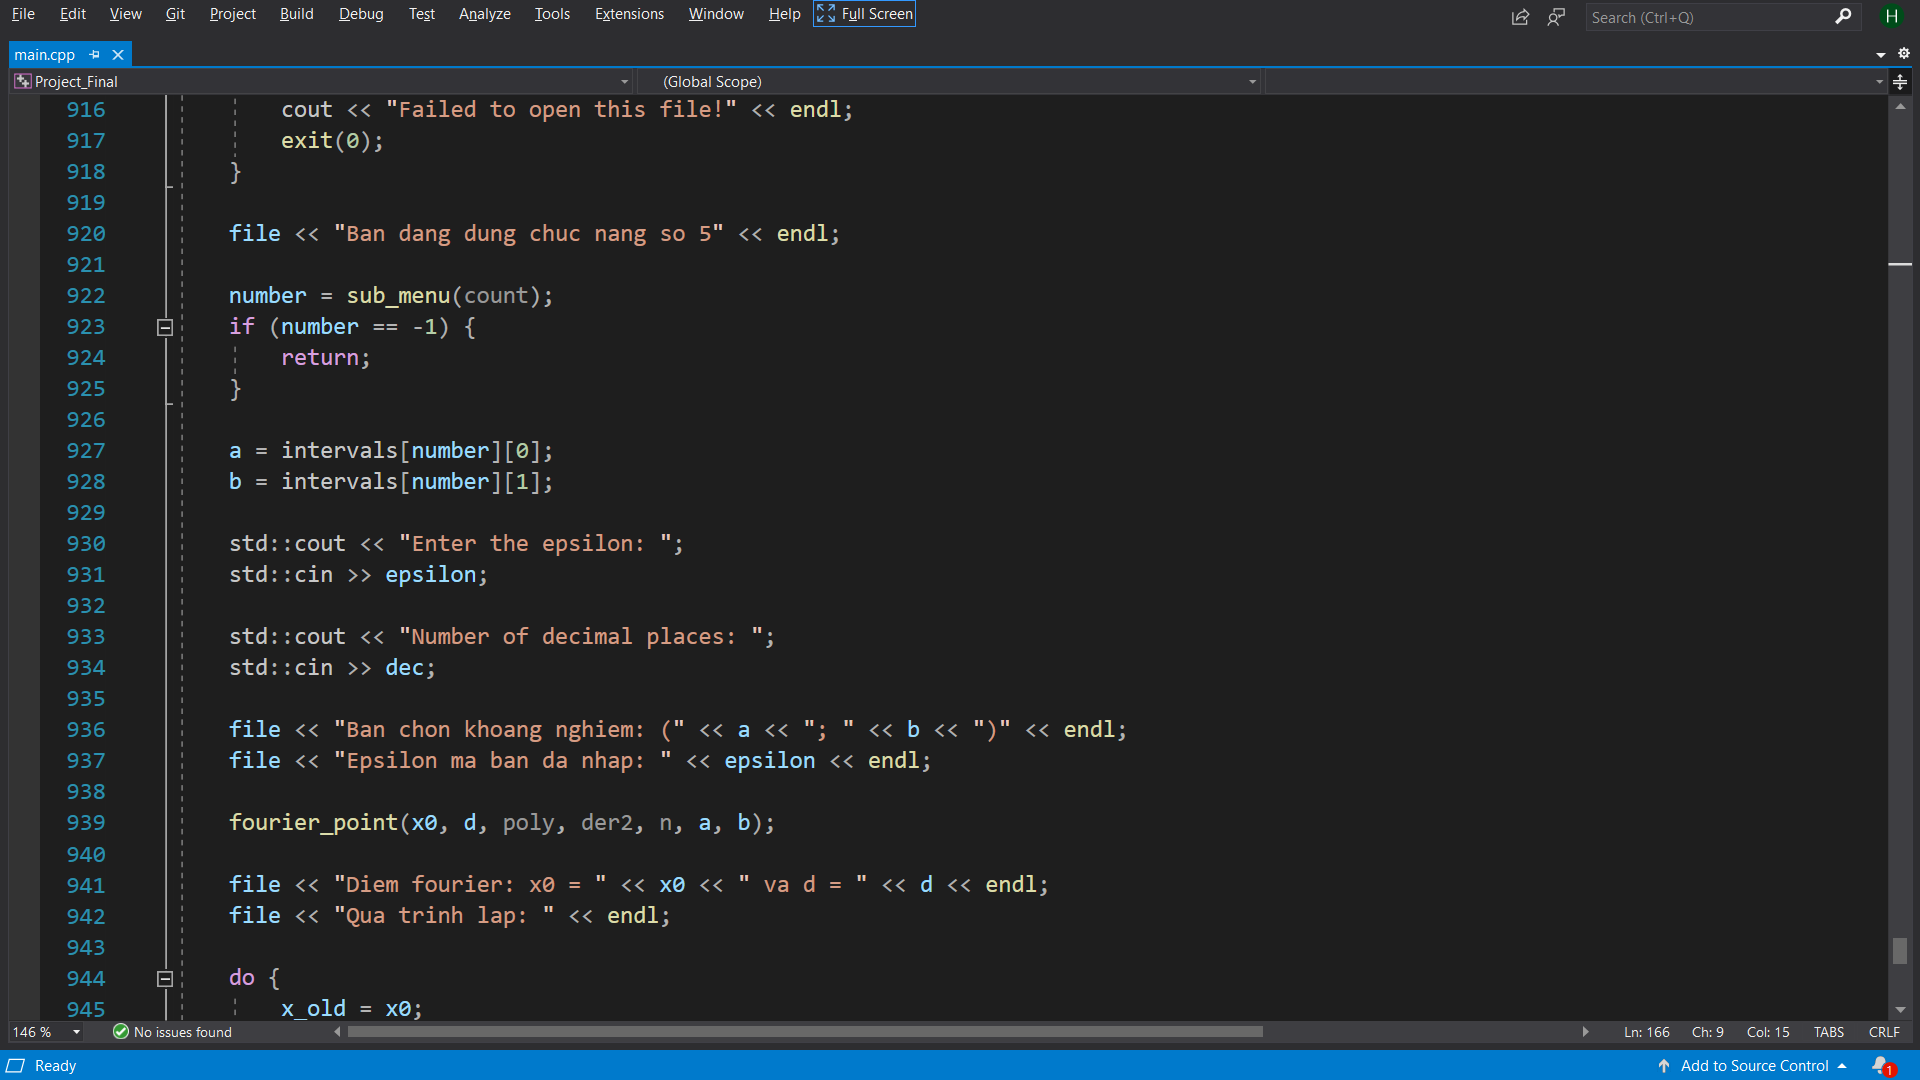 File Edit View Git Project Build Debug Test Analyze Tools Extensions Window Help Full Screen Search (Ctrl+Q) H
main.cpp
Project_Final (Global Scope)
916 cout << "Failed to open this file!" << endl;
917 exit(0);
918 }
919
920 file << "Ban dang dung chuc nang so 5" << endl;
921
922 number = sub_menu(count);
923 if (number == -1) {
924 return;
925 }
926
927 a = intervals[number][0];
928 b = intervals[number][1];
929
930 std::cout << "Enter the epsilon: ";
931 std::cin >> epsilon;
932
933 std::cout << "Number of decimal places: ";
934 std::cin >> dec;
935
936 file << "Ban chon khoang nghiem: (" << a << "; " << b << ")" << endl;
937 file << "Epsilon ma ban da nhap: " << epsilon << endl;
938
939 fourier_point(x0, d, poly, der2, n, a, b);
940
941 file << "Diem fourier: x0 = " << x0 << " va d = " << d << endl;
942 file << "Qua trinh lap: " << endl;
943
944 do {
945 x_old = x0;
146 % No issues found Ln: 166 Ch: 9 Col: 15 TABS CRLF
Ready Add to Source Control 1